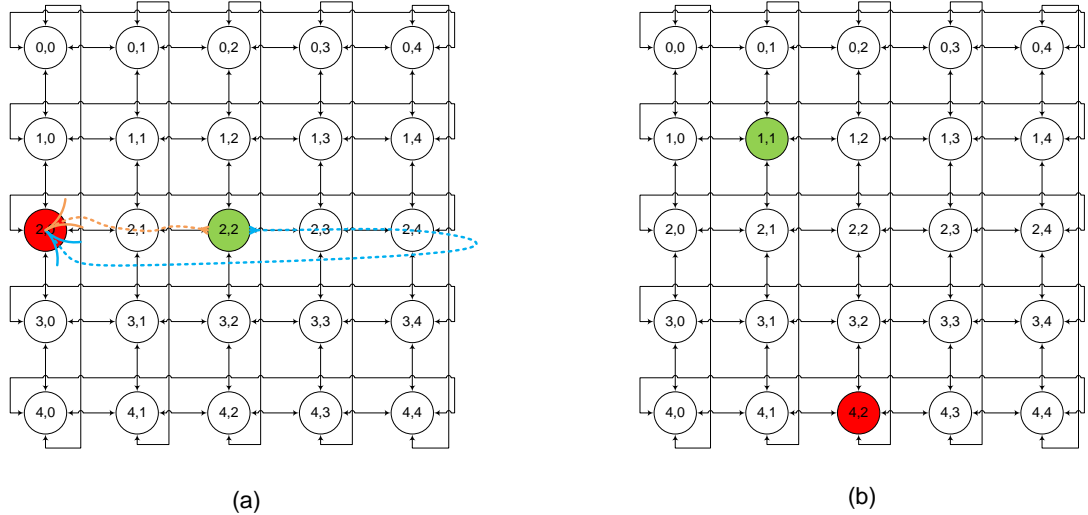 0,0 0,1 0,2 0,3 0,4 0,0 0,1 0,2 0,3 0,4
1,0 1,1 1,2 1,3 1,4 1,0 1,1 1,2 1,3 1,4
2,1 2,2 2,3 2,4 2,0 2,1 2,2 2,3 2,4
3,0 3,1 3,2 3,3 3,4 3,0 3,1 3,2 3,3 3,4
4,0 4,1 4,2 4,3 4,4 4,0 4,1 4,2 4,3 4,4
(a) (b)